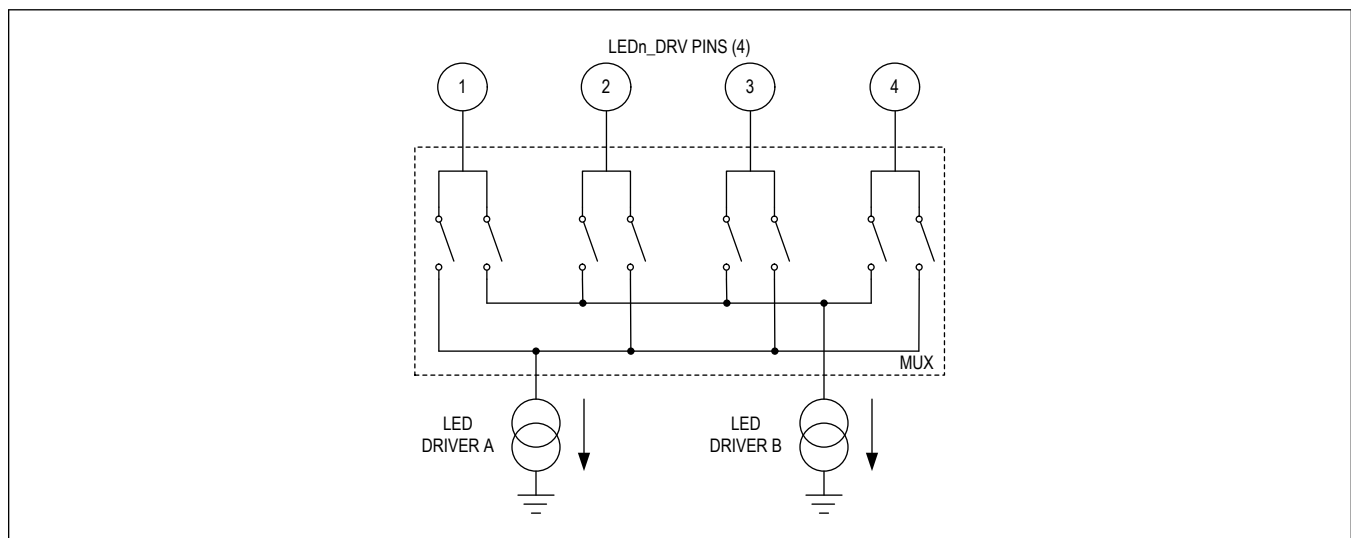 LEDn_DRV PINS (4)
1
2
3
4
MUX
LED
DRIVER A
LED
DRIVER B